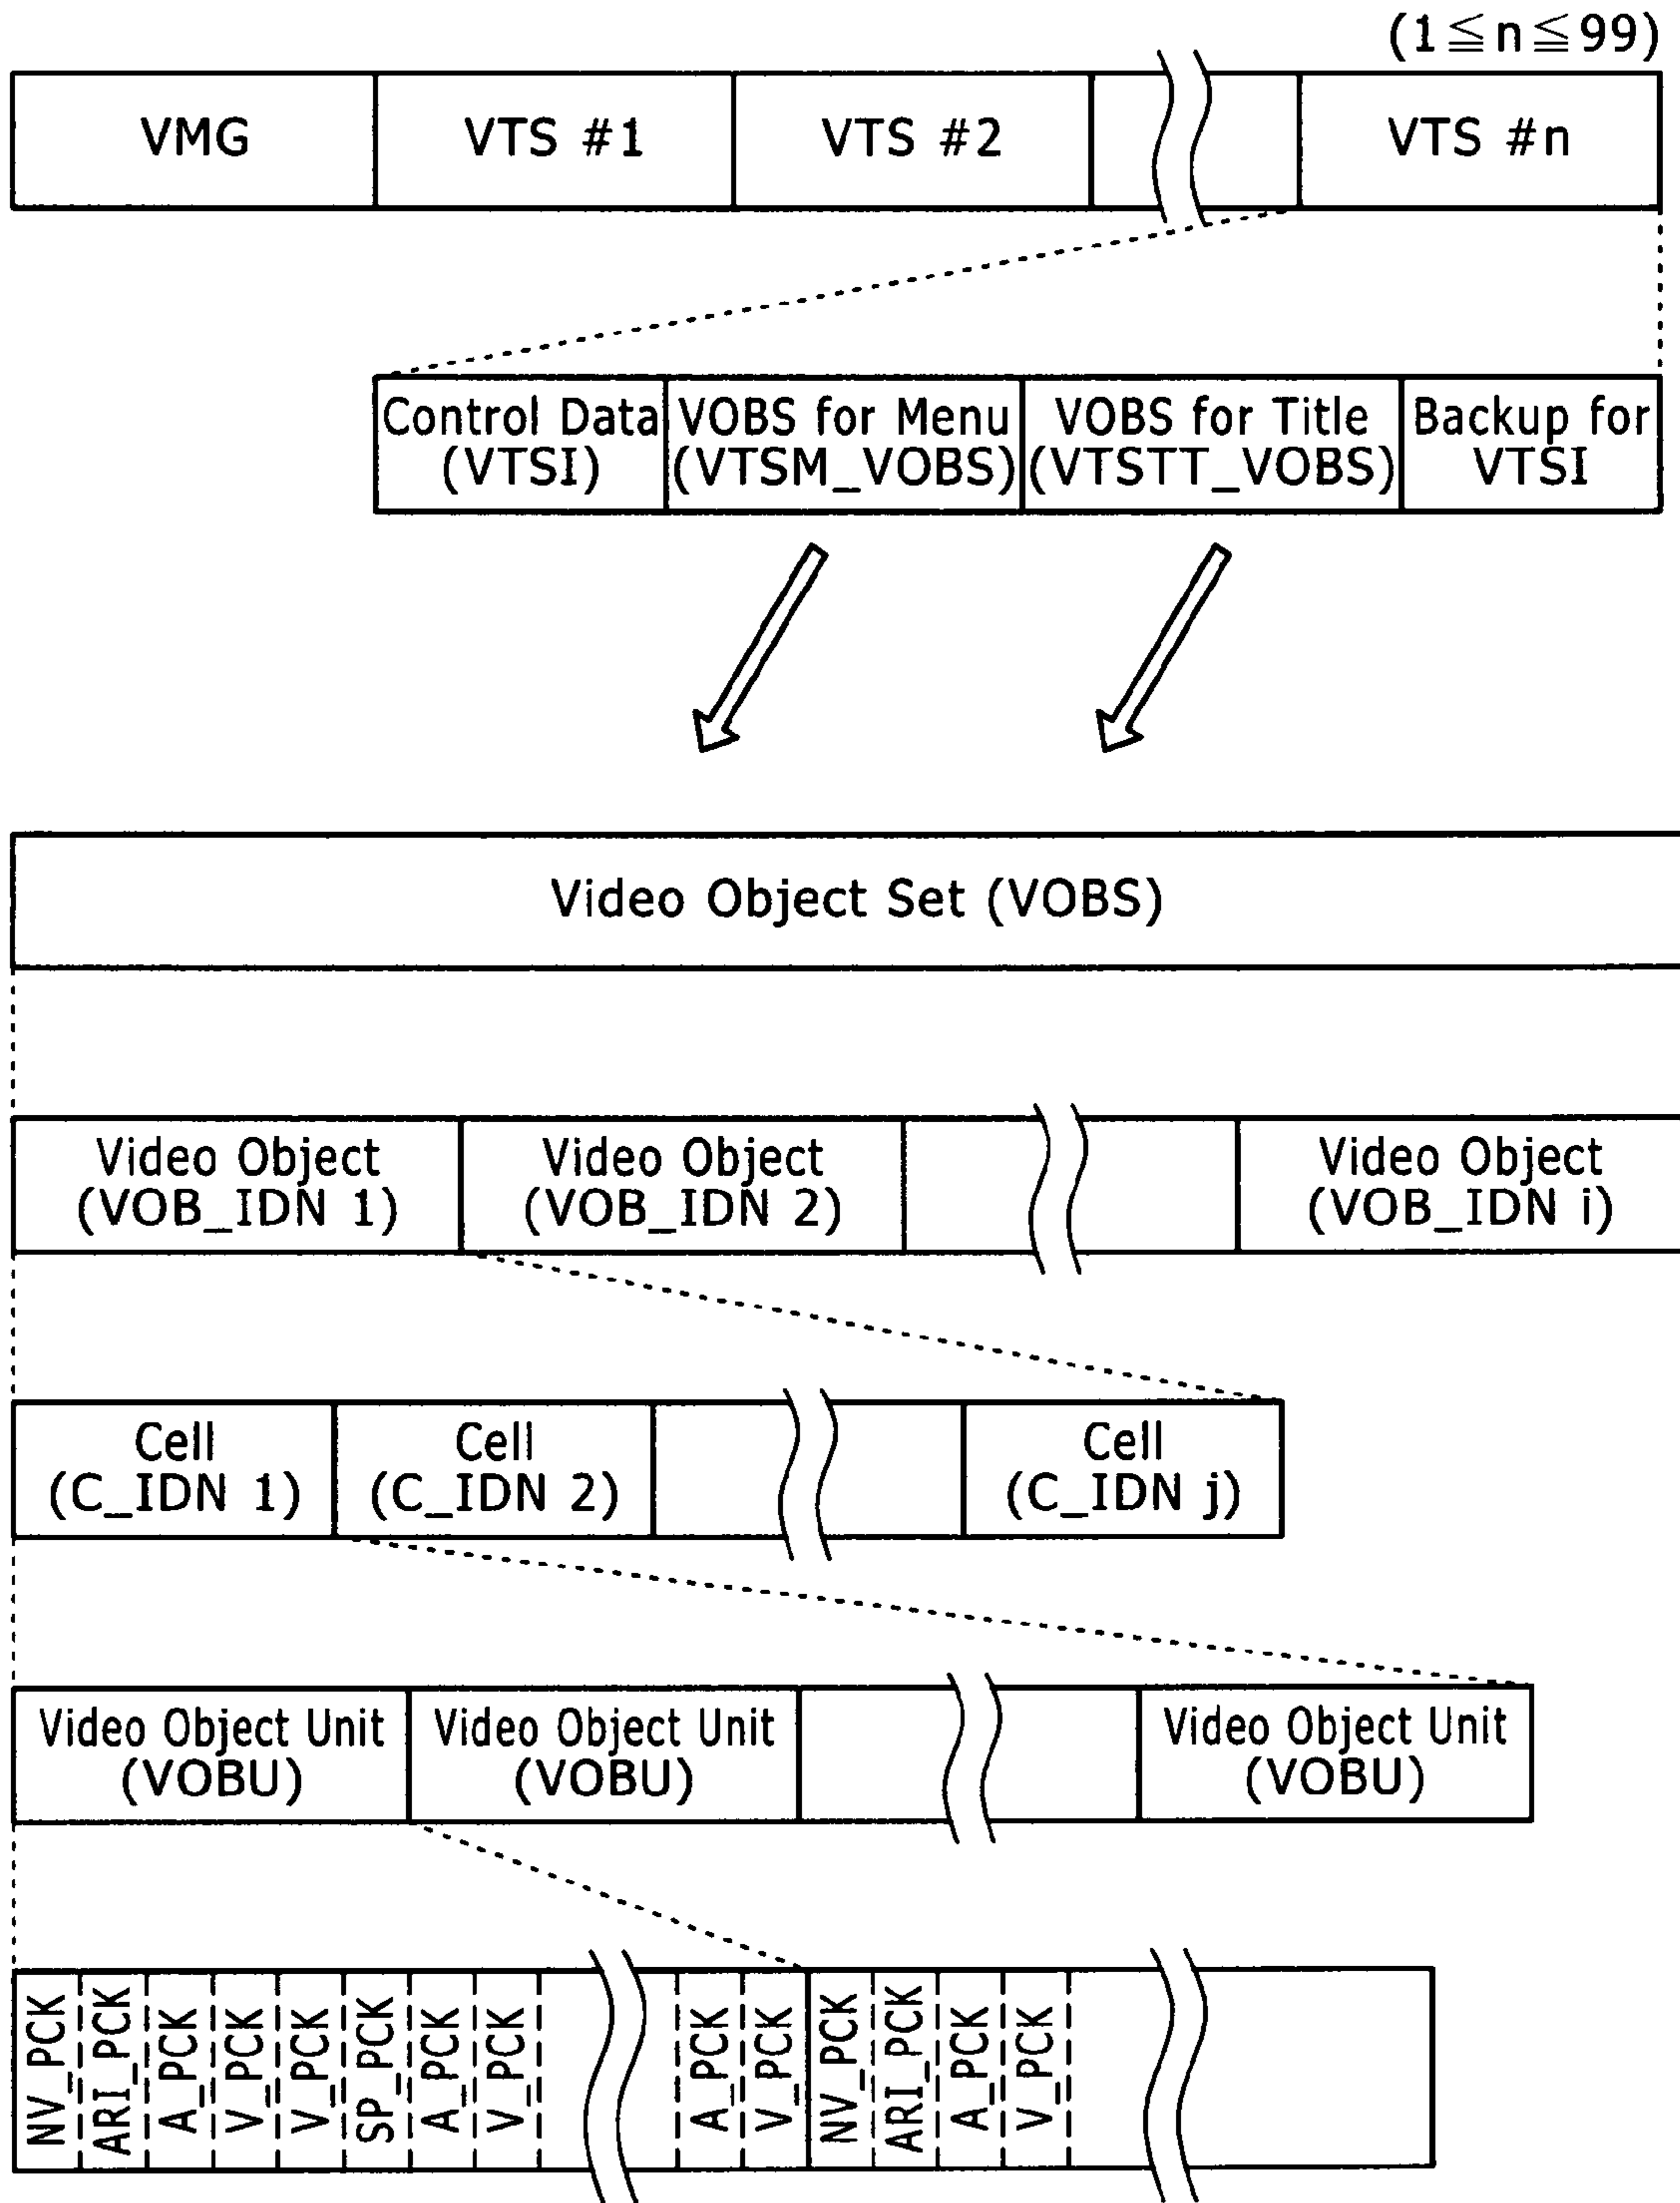 (1≦n≦99)
VMG VTS #1 VTS #2 VTS #n
Control Data
(VTSI)
VOBS for Menu
(VTSM_VOBS)
VOBS for Title
(VTSTT_VOBS)
Backup for
VTSI
Video Object Set (VOBS)
Video Object
(VOB_IDN 1)
Video Object
(VOB_IDN 2)
Video Object
(VOB_IDN i)
Cell
(C_IDN 1)
Cell
(C_IDN 2)
Cell
(C_IDN j)
Video Object Unit
(VOBU)
Video Object Unit
(VOBU)
Video Object Unit
(VOBU)
NV_PCK
ARI_PCK
A_PCK
V_PCK
V_PCK
SP_PCK
A_PCK
V_PCK
A_PCK
V_PCK
NV_PCK
ARI_PCK
A_PCK
V_PCK